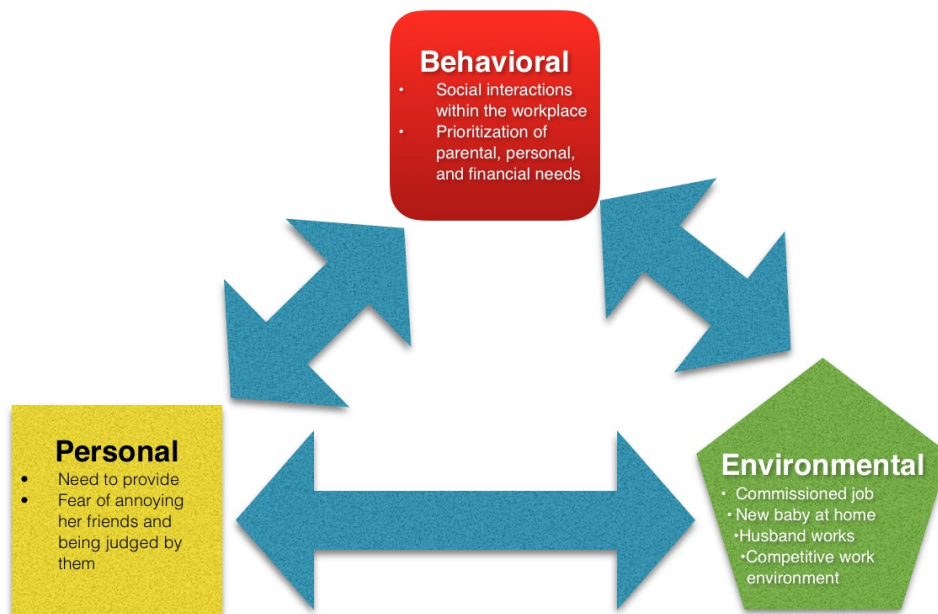 Behavioral
• Social interactions
within the workplace
• Prioritization of
parental, personal,
and financial needs
Personal
• Need to provide
• Fear of annoying
her friends and
being judged by
them
Environmental
• Commissioned job
• New baby at home
• Husband works
• Competitive work
environment